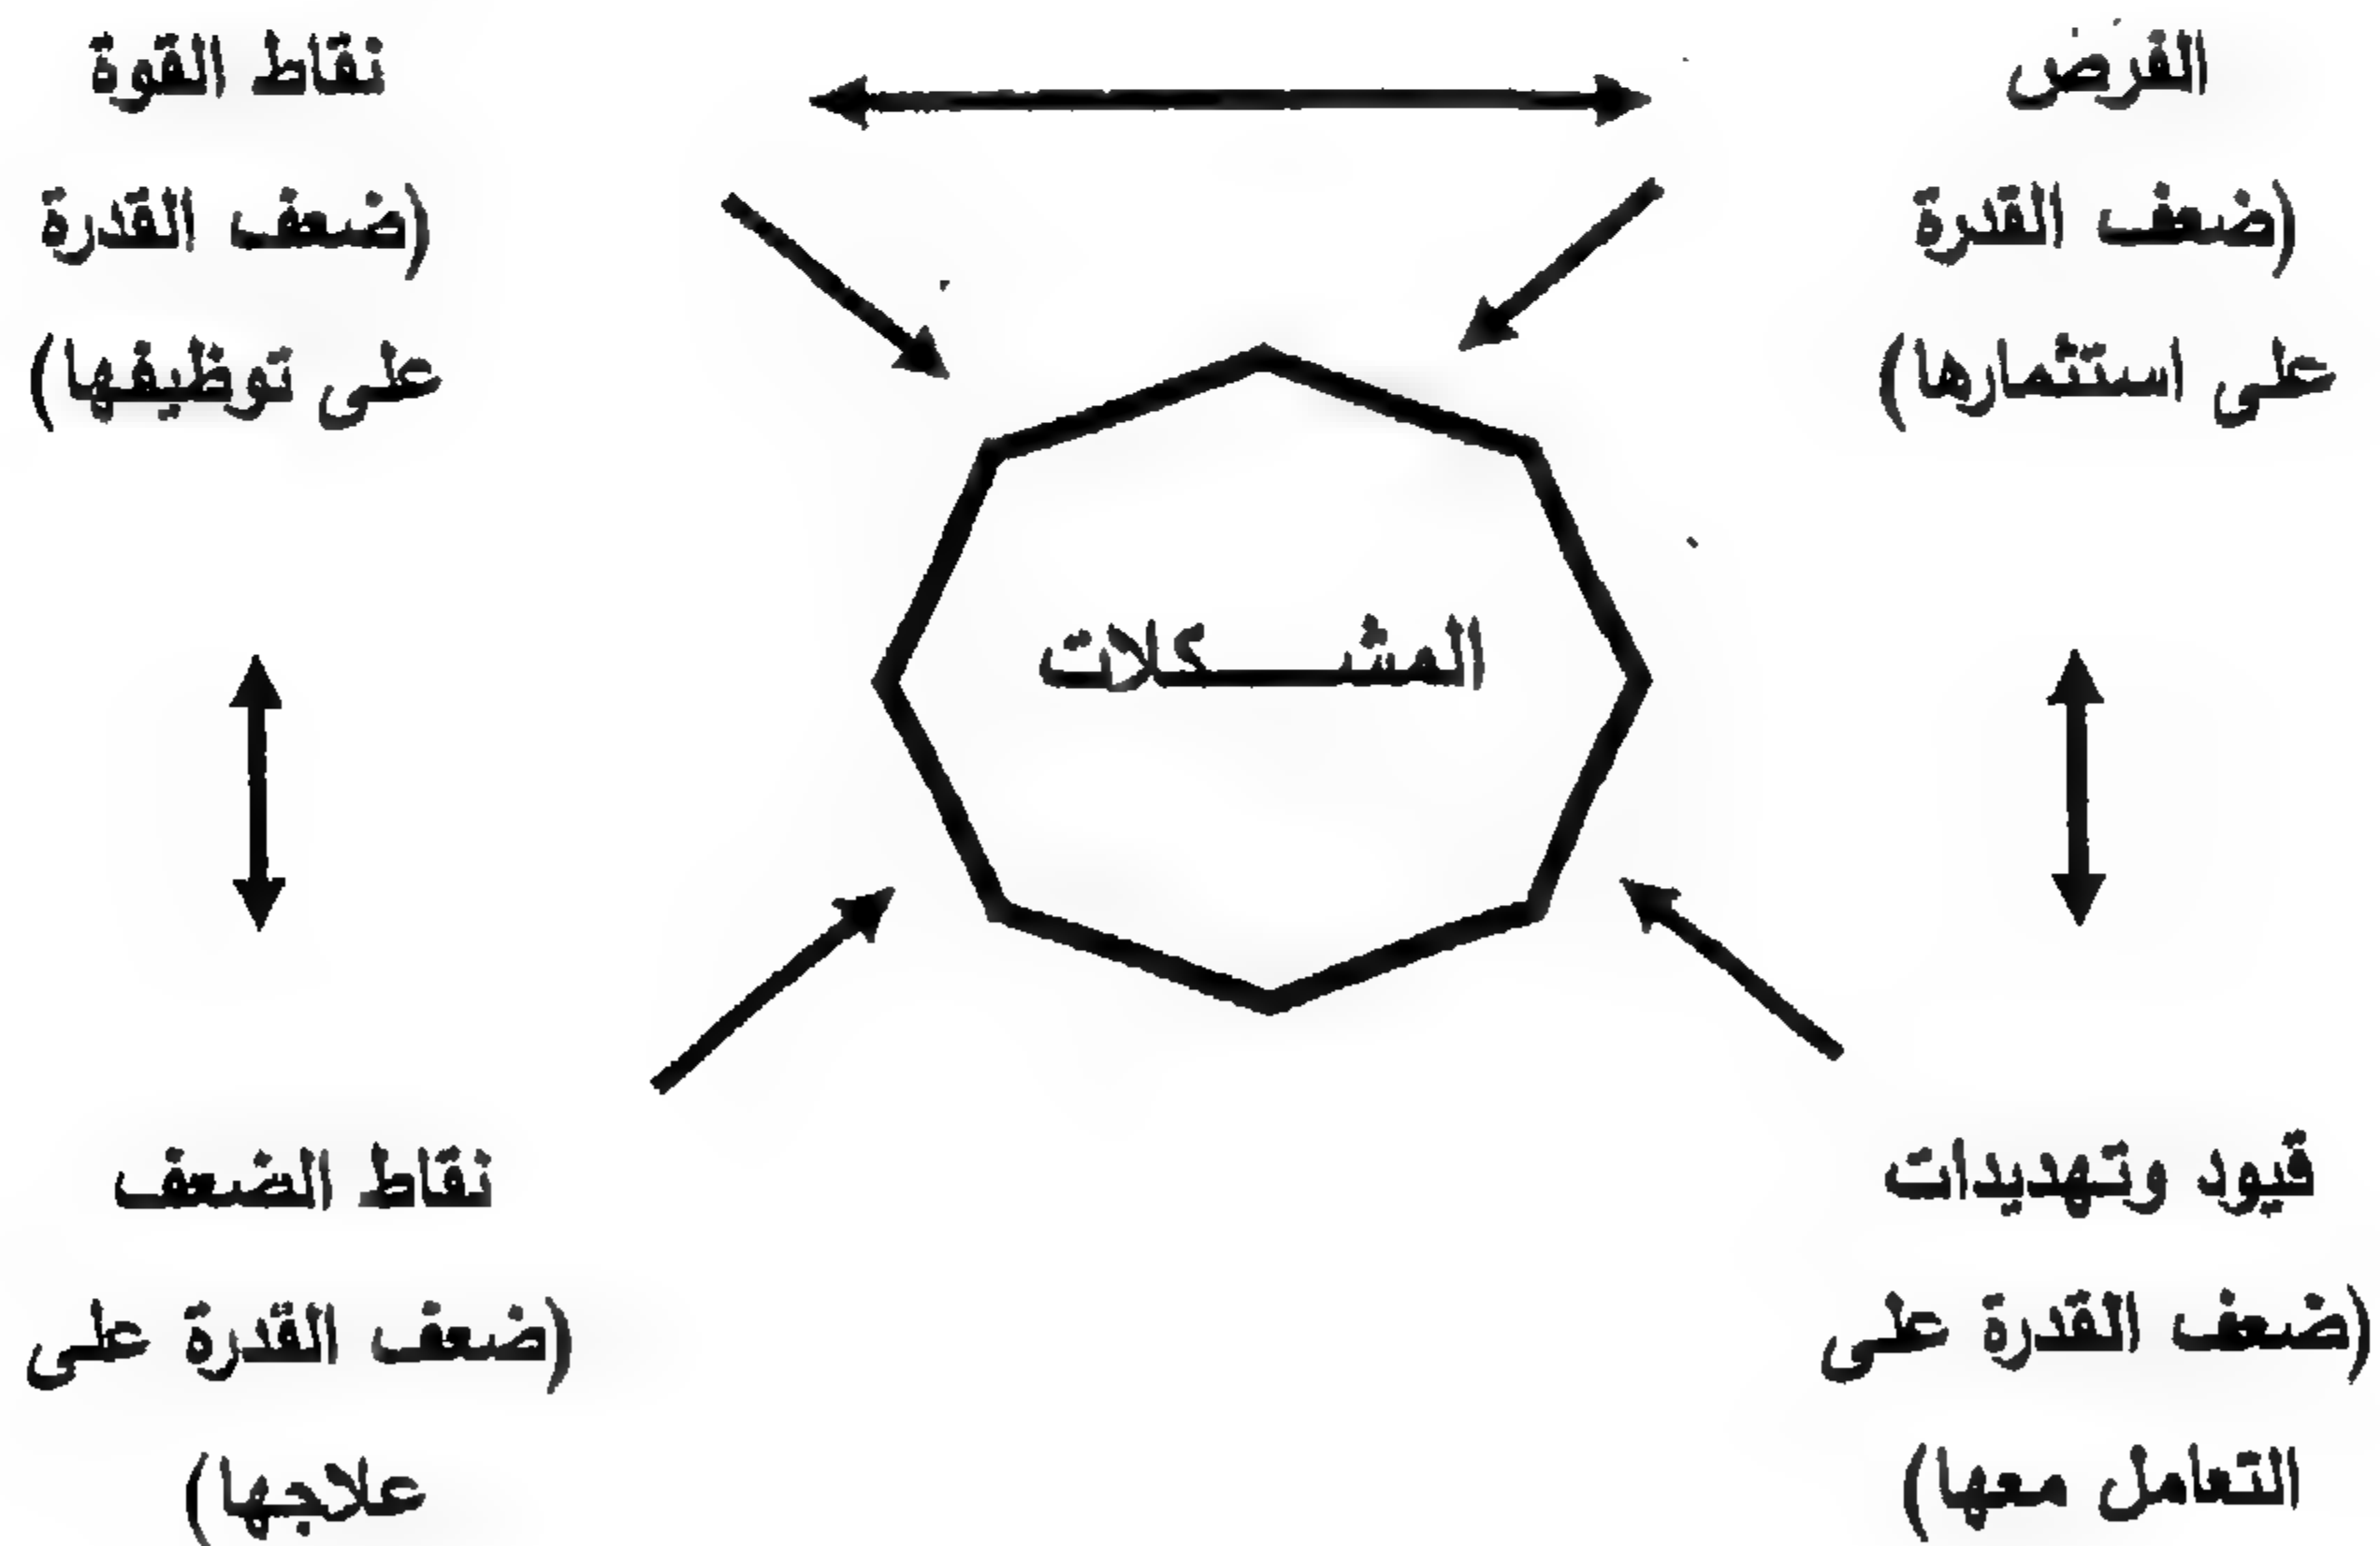 الفرص
(ضعف القدرة
على استثمارها)
نقاط القوة
(ضعف القدرة
على توظيفها)
المشـــكلات
قيود وتهديدات
(ضعف القدرة على
التعامل معها)
نقاط الضعف
(ضعف القدرة على
علاجها)